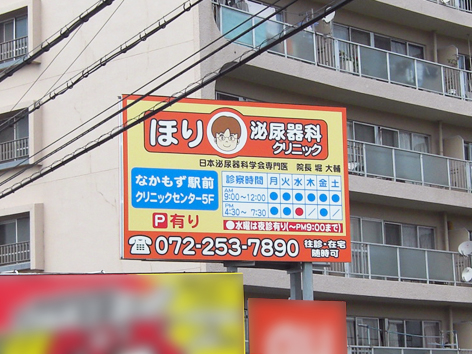 ほり泌尿器科
クリニック
日本泌尿器科学会専門医 院長 堀 大輔
なかもず駅前
クリニックセンター5F
P有り
診察時間 月 火 水 木 金 土
AM 9:00~12:00 ● ● ● ● ● ●
PM 4:30~ 7:30 ● ● ● / ● /
●水曜は夜診有り(~PM9:00まで)
☎072-253-7890
往診・在宅
随時可